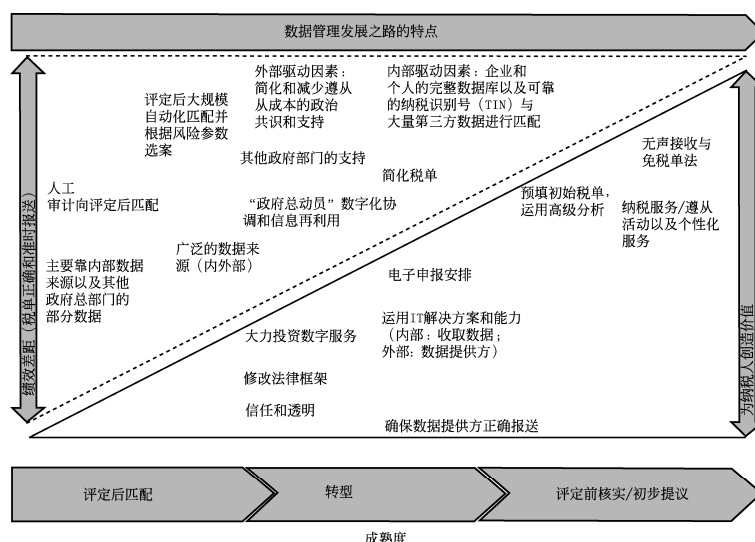 数据管理发展之路的特点
外部驱动因素：
简化和减少遵从
从成本的政治
共识和支持
内部驱动因素：企业和
个人的完整数据库以及可靠
的纳税识别号（TIN）与
大量第三方数据进行匹配
评定后大规模
自动化匹配并
根据风险参数
选案
无声接收与
免税单法
其他政府部门的支持
简化税单
人工
审计向评定后匹配
预填初始税单，
运用高级分析
“政府总动员”数字化协
调和信息再利用
纳税服务/遵从
活动以及个性化
服务
广泛的数据来
源（内外部）
主要靠内部数据
来源以及其他
政府总部门的
部分数据
电子申报安排
运用IT解决方案和能力
（内部：收取数据；
外部：数据提供方）
大力投资数字服务
修改法律框架
信任和透明
确保数据提供方正确报送
绩效差距（税单正确和准时报送）
为纳税人创造价值
评定后匹配
转型
评定前核实/初步提议
成熟度